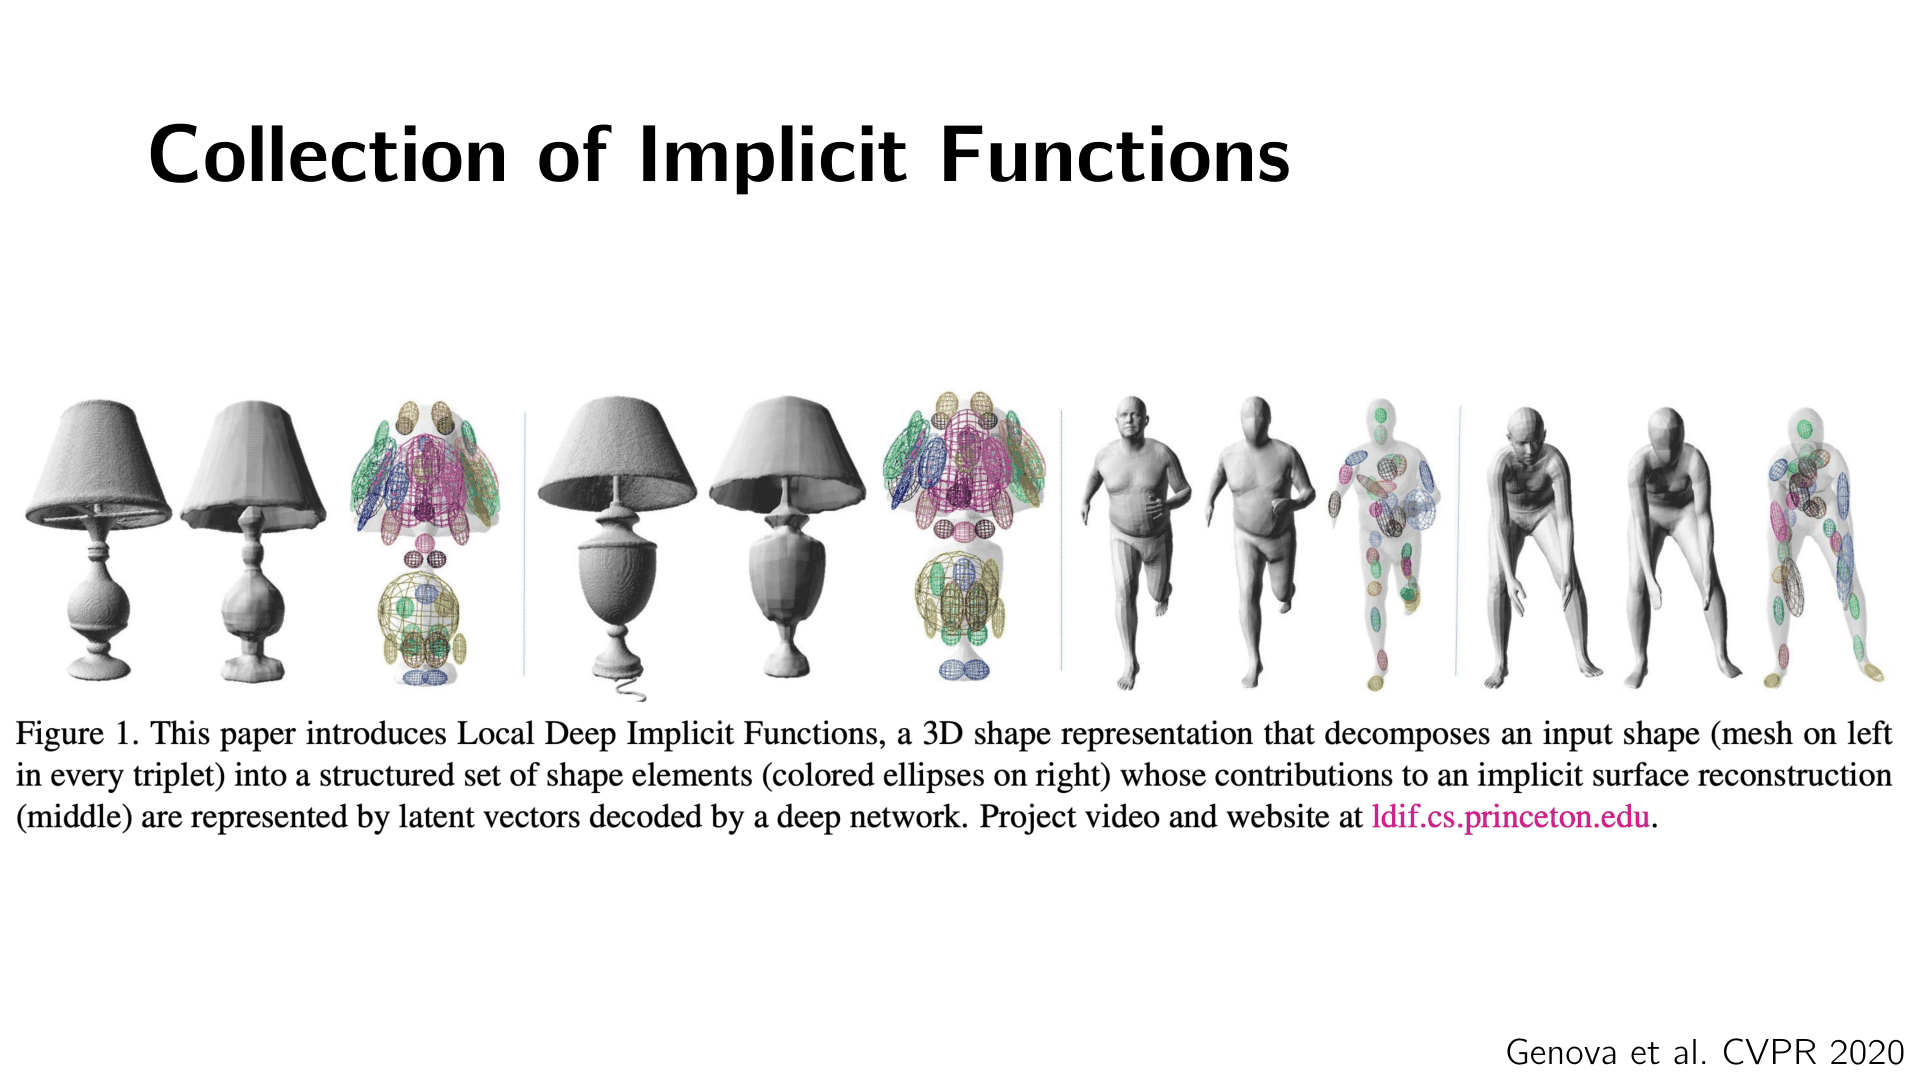 Collection of Implicit Functions
Figure 1. This paper introduces Local Deep Implicit Functions, a 3D shape representation that decomposes an input shape (mesh on left
in every triplet) into a structured set of shape elements (colored ellipses on right) whose contributions to an implicit surface reconstruction
(middle) are represented by latent vectors decoded by a deep network. Project video and website at ldif.cs.princeton.edu.
Genova et al. CVPR 2020